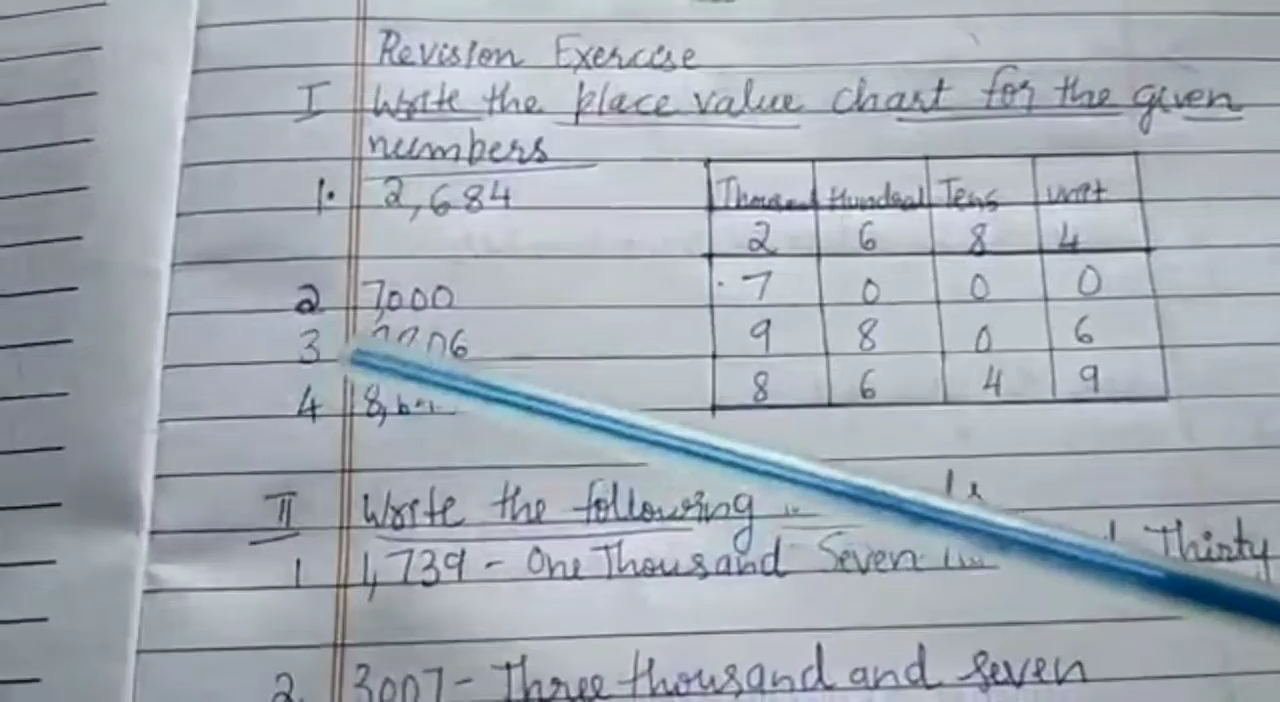 Revision Exercise
I Write the place value chart for the given
numbers
1. 2,684
Thousand Hundred Tens Unit
2 6 8 4
2 7,000
7 0 0 0
3
9 8 0 6
4
8 6 4 9
II Write the following
1 1,739 - One Thousand Seven Thirty
2 3007 - Three thousand and seven